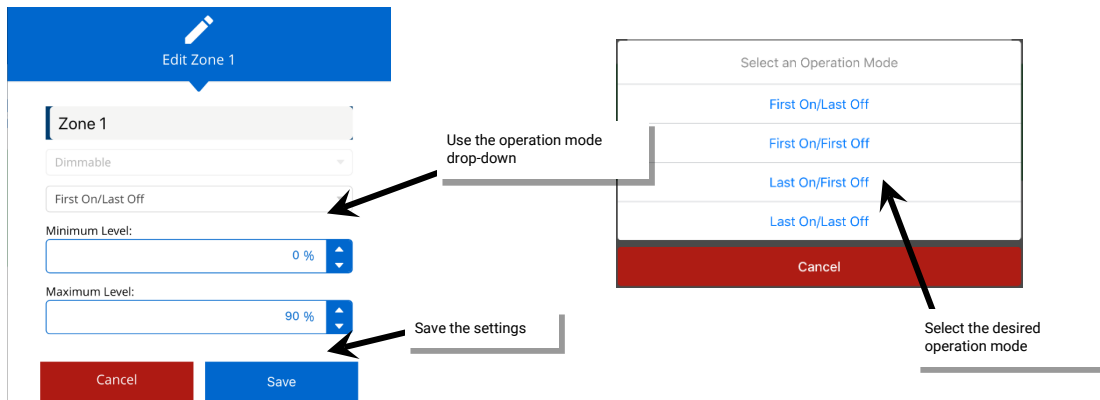 Edit Zone 1
Zone 1
Dimmable
First On/Last Off
Minimum Level:
0 %
Maximum Level:
90 %
Cancel
Save
Use the operation mode
drop-down
Save the settings
Select an Operation Mode
First On/Last Off
First On/First Off
Last On/First Off
Last On/Last Off
Cancel
Select the desired
operation mode